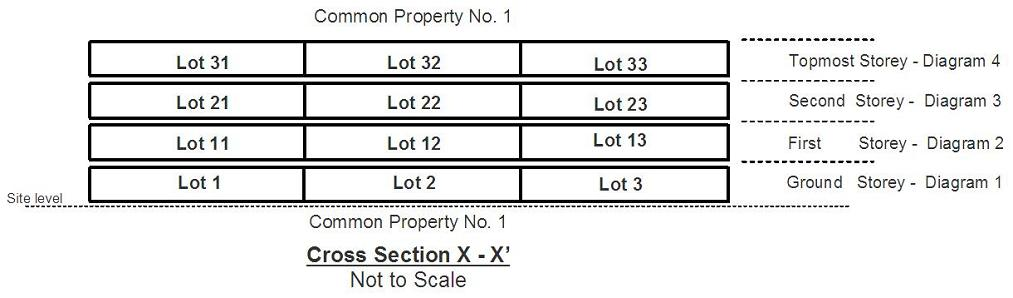 Common Property No. 1
Lot 31 Lot 32 Lot 33 Topmost Storey - Diagram 4
Lot 21 Lot 22 Lot 23 Second Storey - Diagram 3
Lot 11 Lot 12 Lot 13 First Storey - Diagram 2
Lot 1 Lot 2 Lot 3 Ground Storey - Diagram 1
Site level
Common Property No. 1
Cross Section X - X’
Not to Scale